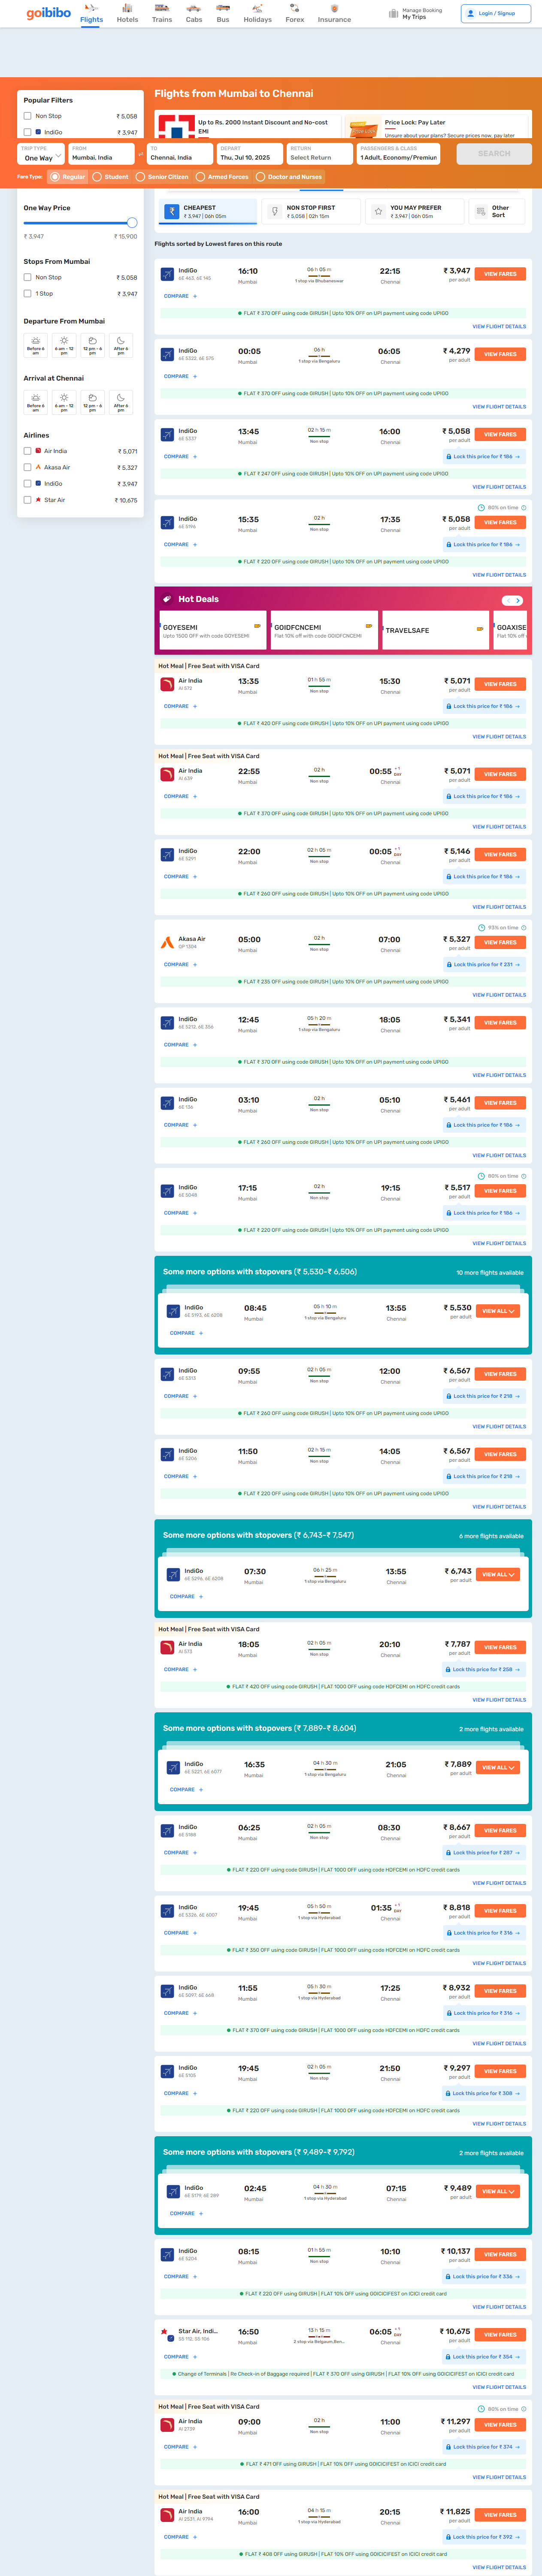 goibibo
Flights
Hotels
Trains
Cabs
Bus
Holidays
Forex
Insurance
Manage Booking
My Trips
Login / Signup
Popular Filters
Non Stop ₹ 5,058
IndiGo ₹ 3,947
Flights from Mumbai to Chennai
Up to Rs. 2000 Instant Discount and No-cost
EMI
Price Lock: Pay Later
Unsure about your plans? Secure prices now, pay later
TRIP TYPE
One Way
FROM
Mumbai, India
TO
Chennai, India
DEPART
Thu, Jul 10, 2025
RETURN
Select Return
PASSENGERS & CLASS
1 Adult, Economy/Premium
SEARCH
Fare Type:
Regular
Student
Senior Citizen
Armed Forces
Doctor and Nurses
One Way Price
₹ 3,947 ₹ 15,900
Stops From Mumbai
Non Stop ₹ 5,058
1 Stop ₹ 3,947
Departure From Mumbai
Before 6 am
6 am - 12 pm
12 pm - 6 pm
After 6 pm
Arrival at Chennai
Before 6 am
6 am - 12 pm
12 pm - 6 pm
After 6 pm
Airlines
Air India ₹ 5,071
Akasa Air ₹ 5,327
IndiGo ₹ 3,947
Star Air ₹ 10,675
CHEAPEST
₹ 3,947 | 06h 05m
NON STOP FIRST
₹ 5,058 | 02h 15m
YOU MAY PREFER
₹ 3,947 | 06h 05m
Other
Sort
Flights sorted by Lowest fares on this route
IndiGo 16:10 06 h 05 m 22:15 ₹ 3,947 VIEW FARES
6E 463, 6E 145 Mumbai 1 stop via Bhubaneswar Chennai per adult
COMPARE +
FLAT ₹ 370 OFF using code GIRUSH | Upto 10% OFF on UPI payment using code UPIGO
VIEW FLIGHT DETAILS
IndiGo 00:05 06 h 06:05 ₹ 4,279 VIEW FARES
6E 5322, 6E 575 Mumbai 1 stop via Bengaluru Chennai per adult
COMPARE +
FLAT ₹ 370 OFF using code GIRUSH | Upto 10% OFF on UPI payment using code UPIGO
VIEW FLIGHT DETAILS
IndiGo 13:45 02 h 15 m 16:00 ₹ 5,058 VIEW FARES
6E 5337 Mumbai Non stop Chennai per adult
COMPARE + Lock this price for ₹ 186 →
FLAT ₹ 247 OFF using code GIRUSH | Upto 10% OFF on UPI payment using code UPIGO
VIEW FLIGHT DETAILS
80% on time
IndiGo 15:35 02 h 17:35 ₹ 5,058 VIEW FARES
6E 5196 Mumbai Non stop Chennai per adult
COMPARE + Lock this price for ₹ 186 →
FLAT ₹ 220 OFF using code GIRUSH | Upto 10% OFF on UPI payment using code UPIGO
VIEW FLIGHT DETAILS
Hot Deals
GOYESEMI
Upto 1500 OFF with code GOYESEMI
GOIDFCNCEMI
Flat 10% off with code GOIDFCNCEMI
TRAVELSAFE
GOAXISE
Flat 10% off
Hot Meal | Free Seat with VISA Card
Air India 13:35 01 h 55 m 15:30 ₹ 5,071 VIEW FARES
AI 572 Mumbai Non stop Chennai per adult
COMPARE + Lock this price for ₹ 186 →
FLAT ₹ 420 OFF using code GIRUSH | Upto 10% OFF on UPI payment using code UPIGO
VIEW FLIGHT DETAILS
Hot Meal | Free Seat with VISA Card
Air India 22:55 02 h 00:55 +1 DAY ₹ 5,071 VIEW FARES
AI 639 Mumbai Non stop Chennai per adult
COMPARE + Lock this price for ₹ 186 →
FLAT ₹ 370 OFF using code GIRUSH | Upto 10% OFF on UPI payment using code UPIGO
VIEW FLIGHT DETAILS
IndiGo 22:00 02 h 05 m 00:05 +1 DAY ₹ 5,146 VIEW FARES
6E 5291 Mumbai Non stop Chennai per adult
COMPARE + Lock this price for ₹ 186 →
FLAT ₹ 260 OFF using code GIRUSH | Upto 10% OFF on UPI payment using code UPIGO
VIEW FLIGHT DETAILS
93% on time
Akasa Air 05:00 02 h 07:00 ₹ 5,327 VIEW FARES
QP 1304 Mumbai Non stop Chennai per adult
COMPARE + Lock this price for ₹ 231 →
FLAT ₹ 235 OFF using code GIRUSH | Upto 10% OFF on UPI payment using code UPIGO
VIEW FLIGHT DETAILS
IndiGo 12:45 05 h 20 m 18:05 ₹ 5,341 VIEW FARES
6E 5212, 6E 356 Mumbai 1 stop via Bengaluru Chennai per adult
COMPARE +
FLAT ₹ 370 OFF using code GIRUSH | Upto 10% OFF on UPI payment using code UPIGO
VIEW FLIGHT DETAILS
IndiGo 03:10 02 h 05:10 ₹ 5,461 VIEW FARES
6E 136 Mumbai Non stop Chennai per adult
COMPARE + Lock this price for ₹ 186 →
FLAT ₹ 260 OFF using code GIRUSH | Upto 10% OFF on UPI payment using code UPIGO
VIEW FLIGHT DETAILS
80% on time
IndiGo 17:15 02 h 19:15 ₹ 5,517 VIEW FARES
6E 5048 Mumbai Non stop Chennai per adult
COMPARE + Lock this price for ₹ 186 →
FLAT ₹ 220 OFF using code GIRUSH | Upto 10% OFF on UPI payment using code UPIGO
VIEW FLIGHT DETAILS
Some more options with stopovers (₹ 5,530-₹ 6,506) 10 more flights available
IndiGo 08:45 05 h 10 m 13:55 ₹ 5,530 VIEW ALL
6E 5193, 6E 6208 Mumbai 1 stop via Bengaluru Chennai per adult
COMPARE +
IndiGo 09:55 02 h 05 m 12:00 ₹ 6,567 VIEW FARES
6E 5313 Mumbai Non stop Chennai per adult
COMPARE + Lock this price for ₹ 218 →
FLAT ₹ 260 OFF using code GIRUSH | Upto 10% OFF on UPI payment using code UPIGO
VIEW FLIGHT DETAILS
IndiGo 11:50 02 h 15 m 14:05 ₹ 6,567 VIEW FARES
6E 5206 Mumbai Non stop Chennai per adult
COMPARE + Lock this price for ₹ 218 →
FLAT ₹ 220 OFF using code GIRUSH | Upto 10% OFF on UPI payment using code UPIGO
VIEW FLIGHT DETAILS
Some more options with stopovers (₹ 6,743-₹ 7,547) 6 more flights available
IndiGo 07:30 06 h 25 m 13:55 ₹ 6,743 VIEW ALL
6E 5296, 6E 6208 Mumbai 1 stop via Bengaluru Chennai per adult
COMPARE +
Hot Meal | Free Seat with VISA Card
Air India 18:05 02 h 05 m 20:10 ₹ 7,787 VIEW FARES
AI 573 Mumbai Non stop Chennai per adult
COMPARE + Lock this price for ₹ 258 →
FLAT ₹ 420 OFF using code GIRUSH | FLAT 1000 OFF using code HDFCEMI on HDFC credit cards
VIEW FLIGHT DETAILS
Some more options with stopovers (₹ 7,889-₹ 8,604) 2 more flights available
IndiGo 16:35 04 h 30 m 21:05 ₹ 7,889 VIEW ALL
6E 5221, 6E 6077 Mumbai 1 stop via Bengaluru Chennai per adult
COMPARE +
IndiGo 06:25 02 h 05 m 08:30 ₹ 8,667 VIEW FARES
6E 5188 Mumbai Non stop Chennai per adult
COMPARE + Lock this price for ₹ 287 →
FLAT ₹ 220 OFF using code GIRUSH | FLAT 1000 OFF using code HDFCEMI on HDFC credit cards
VIEW FLIGHT DETAILS
IndiGo 19:45 05 h 50 m 01:35 +1 DAY ₹ 8,818 VIEW FARES
6E 5326, 6E 6007 Mumbai 1 stop via Hyderabad Chennai per adult
COMPARE + Lock this price for ₹ 316 →
FLAT ₹ 350 OFF using code GIRUSH | FLAT 1000 OFF using code HDFCEMI on HDFC credit cards
VIEW FLIGHT DETAILS
IndiGo 11:55 05 h 30 m 17:25 ₹ 8,932 VIEW FARES
6E 5097, 6E 668 Mumbai 1 stop via Hyderabad Chennai per adult
COMPARE + Lock this price for ₹ 316 →
FLAT ₹ 370 OFF using code GIRUSH | FLAT 1000 OFF using code HDFCEMI on HDFC credit cards
VIEW FLIGHT DETAILS
IndiGo 19:45 02 h 05 m 21:50 ₹ 9,297 VIEW FARES
6E 5105 Mumbai Non stop Chennai per adult
COMPARE + Lock this price for ₹ 308 →
FLAT ₹ 220 OFF using code GIRUSH | FLAT 1000 OFF using code HDFCEMI on HDFC credit cards
VIEW FLIGHT DETAILS
Some more options with stopovers (₹ 9,489-₹ 9,792) 2 more flights available
IndiGo 02:45 04 h 30 m 07:15 ₹ 9,489 VIEW ALL
6E 5179, 6E 289 Mumbai 1 stop via Hyderabad Chennai per adult
COMPARE +
IndiGo 08:15 01 h 55 m 10:10 ₹ 10,137 VIEW FARES
6E 5204 Mumbai Non stop Chennai per adult
COMPARE + Lock this price for ₹ 336 →
FLAT ₹ 220 OFF using GIRUSH | FLAT 10% OFF using GOICICIFEST on ICICI credit card
VIEW FLIGHT DETAILS
Star Air, Indi... 16:50 13 h 15 m 06:05 +1 DAY ₹ 10,675 VIEW FARES
S5 112, S5 106 Mumbai 2 stop via Belgaum,Ben... Chennai per adult
COMPARE + Lock this price for ₹ 354 →
Change of Terminals | Re Check-in of Baggage required | FLAT ₹ 370 OFF using GIRUSH | FLAT 10% OFF using GOICICIFEST on ICICI credit card
VIEW FLIGHT DETAILS
Hot Meal | Free Seat with VISA Card 80% on time
Air India 09:00 02 h 11:00 ₹ 11,297 VIEW FARES
AI 2739 Mumbai Non stop Chennai per adult
COMPARE + Lock this price for ₹ 374 →
FLAT ₹ 471 OFF using GIRUSH | FLAT 10% OFF using GOICICIFEST on ICICI credit card
VIEW FLIGHT DETAILS
Hot Meal | Free Seat with VISA Card
Air India 16:00 04 h 15 m 20:15 ₹ 11,825 VIEW FARES
AI 2531, AI 9794 Mumbai 1 stop via Hyderabad Chennai per adult
COMPARE + Lock this price for ₹ 392 →
FLAT ₹ 408 OFF using GIRUSH | FLAT 10% OFF using GOICICIFEST on ICICI credit card
VIEW FLIGHT DETAILS